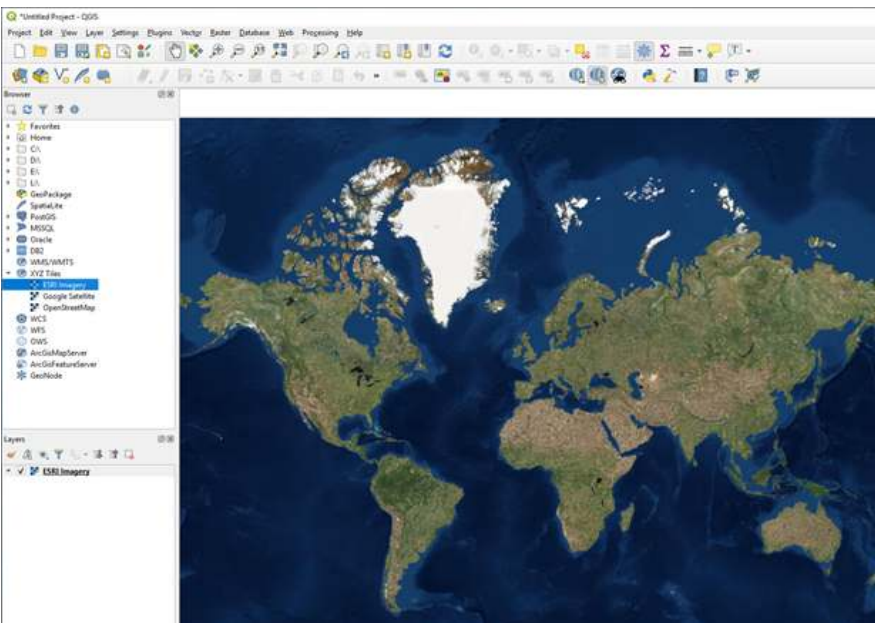 *Untitled Project - QGIS
Project Edit View Layer Settings Plugins Vector Raster Database Web Processing Help
Browser
Favorites
Home
C:\
D:\
E:\
L:\
GeoPackage
SpatiaLite
PostGIS
MSSQL
Oracle
DB2
WMS/WMTS
XYZ Tiles
ESRI Imagery
Google Satellite
OpenStreetMap
WCS
WFS
OWS
ArcGisMapServer
ArcGisFeatureServer
GeoNode
Layers
ESRI Imagery